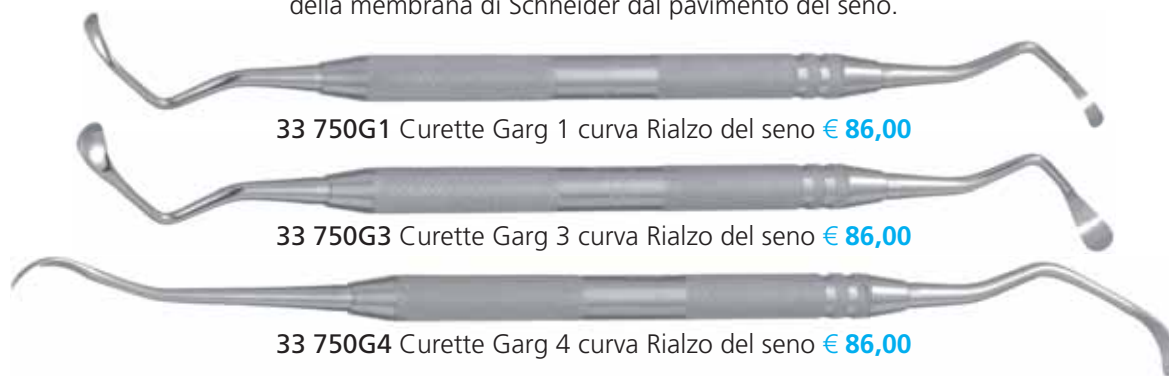 della membrana di Schneider dal pavimento del seno.
33 750G1 Curette Garg 1 curva Rialzo del seno € 86,00
33 750G3 Curette Garg 3 curva Rialzo del seno € 86,00
33 750G4 Curette Garg 4 curva Rialzo del seno € 86,00